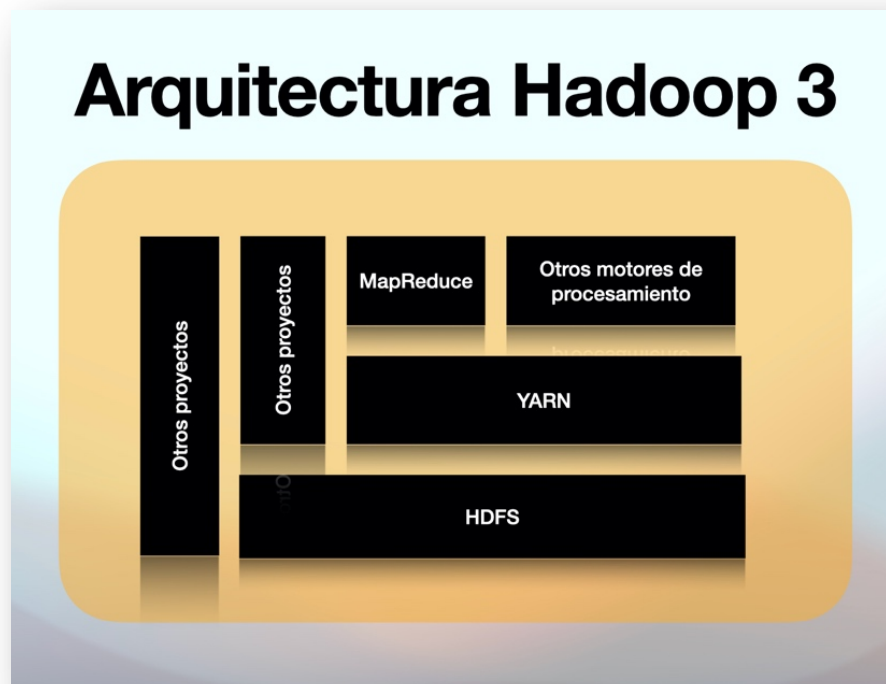 Arquitectura Hadoop 3
Otros proyectos
Otros proyectos
MapReduce
Otros motores de
procesamiento
YARN
HDFS